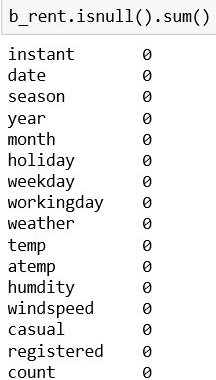 b_rent.isnull().sum()
instant 0
date 0
season 0
year 0
month 0
holiday 0
weekday 0
workingday 0
weather 0
temp 0
atemp 0
humdity 0
windspeed 0
casual 0
registered 0
count 0